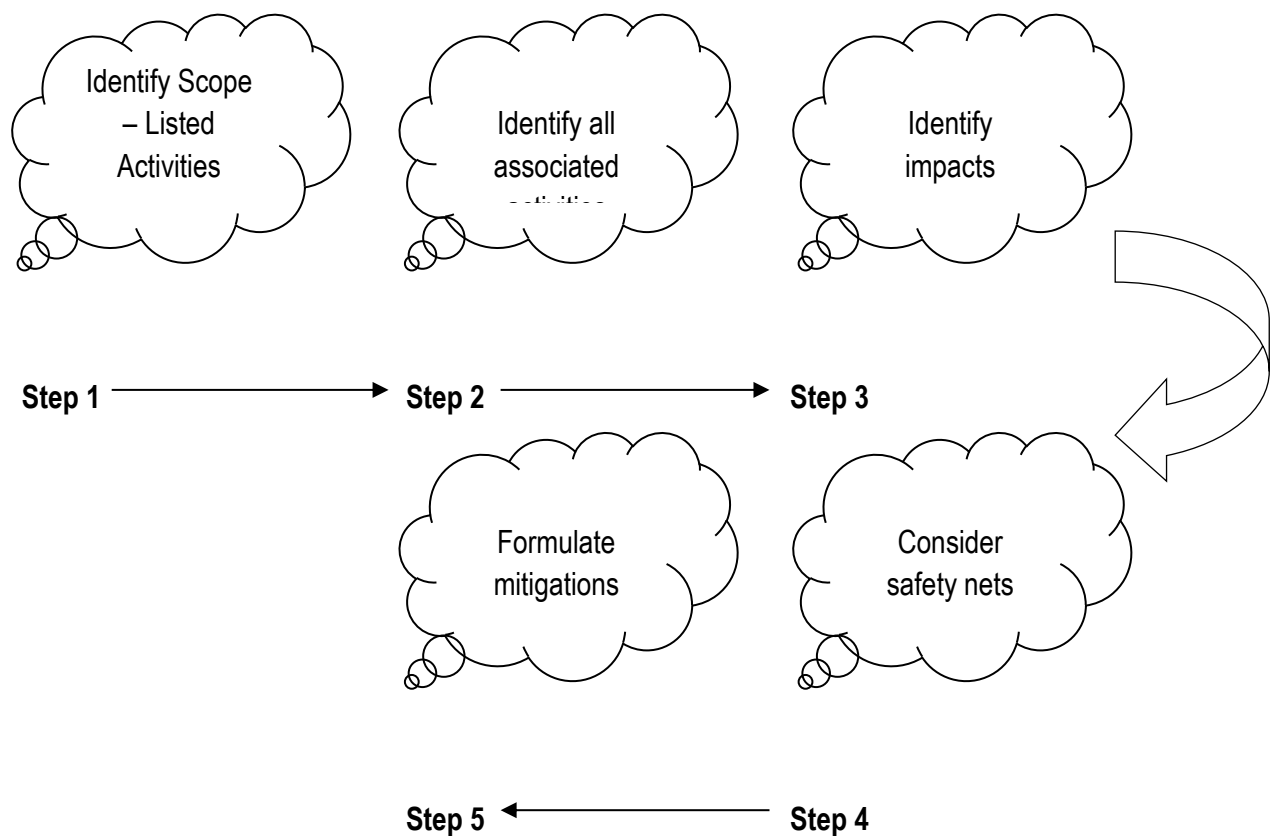 Identify Scope
– Listed
Activities
Identify all
associated
activities
Identify
impacts
Step 1
Step 2
Step 3
Formulate
mitigations
Consider
safety nets
Step 5
Step 4